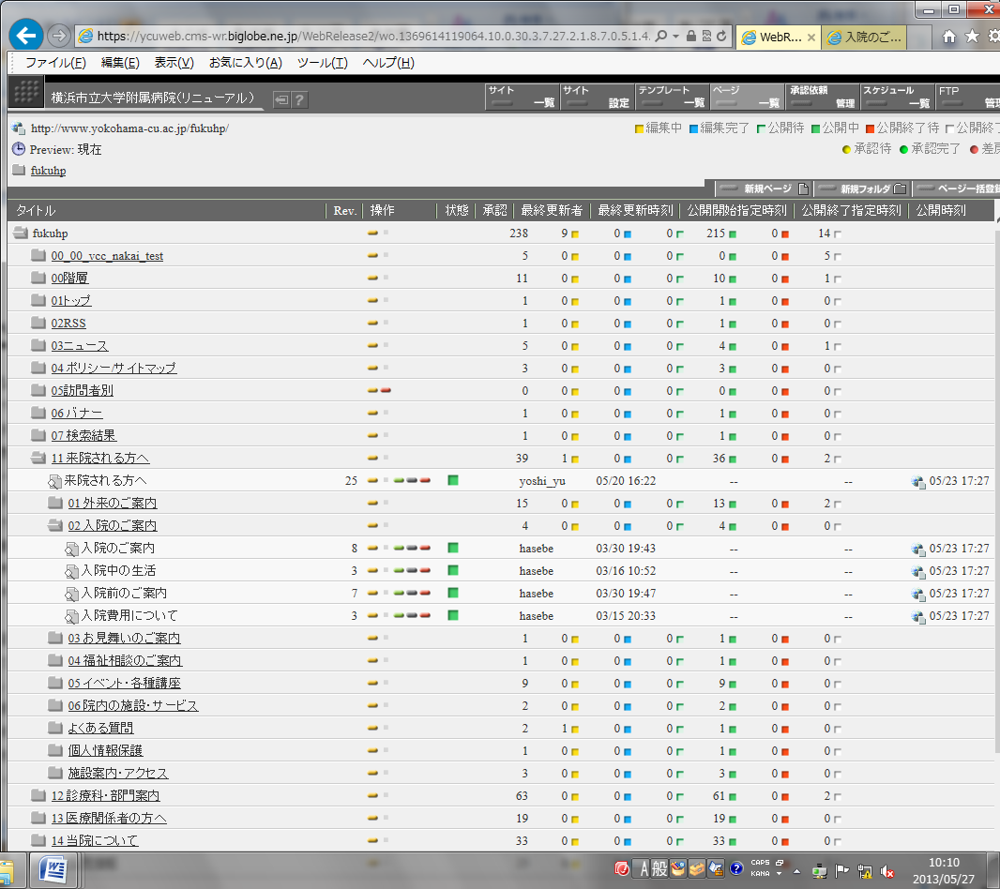 https://ycuweb.cms-wr.biglobe.ne.jp/WebRelease2/wo.1369614119064.10.0.30.3.7.27.2.1.8.7.0.5.1.4. WebR... 入院のご...
ファイル(F) 編集(E) 表示(V) お気に入り(A) ツール(T) ヘルプ(H)
横浜市立大学附属病院(リニューアル) サイト一覧 サイト設定 テンプレート一覧 ページ一覧 承認依頼管理 スケジュール一覧 FTP
http://www.yokohama-cu.ac.jp/fukuhp/ 編集中 編集完了 公開待 公開中 公開終了待 公開終了
Preview: 現在 承認待 承認完了 差戻
fukuhp
新規ページ 新規フォルダ ページ一括登録
タイトル Rev. 操作 状態 承認 最終更新者 最終更新時刻 公開開始指定時刻 公開終了指定時刻 公開時刻
fukuhp 238 9 0 0 215 0 14
00_00_vcc_nakai_test 5 0 0 0 0 0 5
00階層 11 0 0 0 10 0 1
01トップ 1 0 0 0 1 0 0
02RSS 1 0 0 0 1 0 0
03ニュース 5 0 0 0 4 0 1
04 ポリシー/サイトマップ 3 0 0 0 3 0 0
05訪問者別 0 0 0 0 0 0 0
06 バナー 1 0 0 0 1 0 0
07 検索結果 1 0 0 0 1 0 0
11 来院される方へ 39 1 0 0 36 0 2
来院される方へ 25 yoshi_yu 05/20 16:22 -- -- 05/23 17:27
01 外来のご案内 15 0 0 0 13 0 2
02 入院のご案内 4 0 0 0 4 0 0
入院のご案内 8 hasebe 03/30 19:43 -- -- 05/23 17:27
入院中の生活 3 hasebe 03/16 10:52 -- -- 05/23 17:27
入院前のご案内 7 hasebe 03/30 19:47 -- -- 05/23 17:27
入院費用について 3 hasebe 03/15 20:33 -- -- 05/23 17:27
03 お見舞いのご案内 1 0 0 0 1 0 0
04 福祉相談のご案内 1 0 0 0 1 0 0
05 イベント・各種講座 9 0 0 0 9 0 0
06 院内の施設・サービス 2 0 0 0 2 0 0
よくある質問 2 1 0 0 1 0 0
個人情報保護 1 0 0 0 1 0 0
施設案内・アクセス 3 0 0 0 3 0 0
12 診療科・部門案内 63 0 0 0 61 0 2
13 医療関係者の方へ 19 0 0 0 19 0 0
14 当院について 33 0 0 0 33 0 0
A 般 CAPS KANA 10:10
2013/05/27